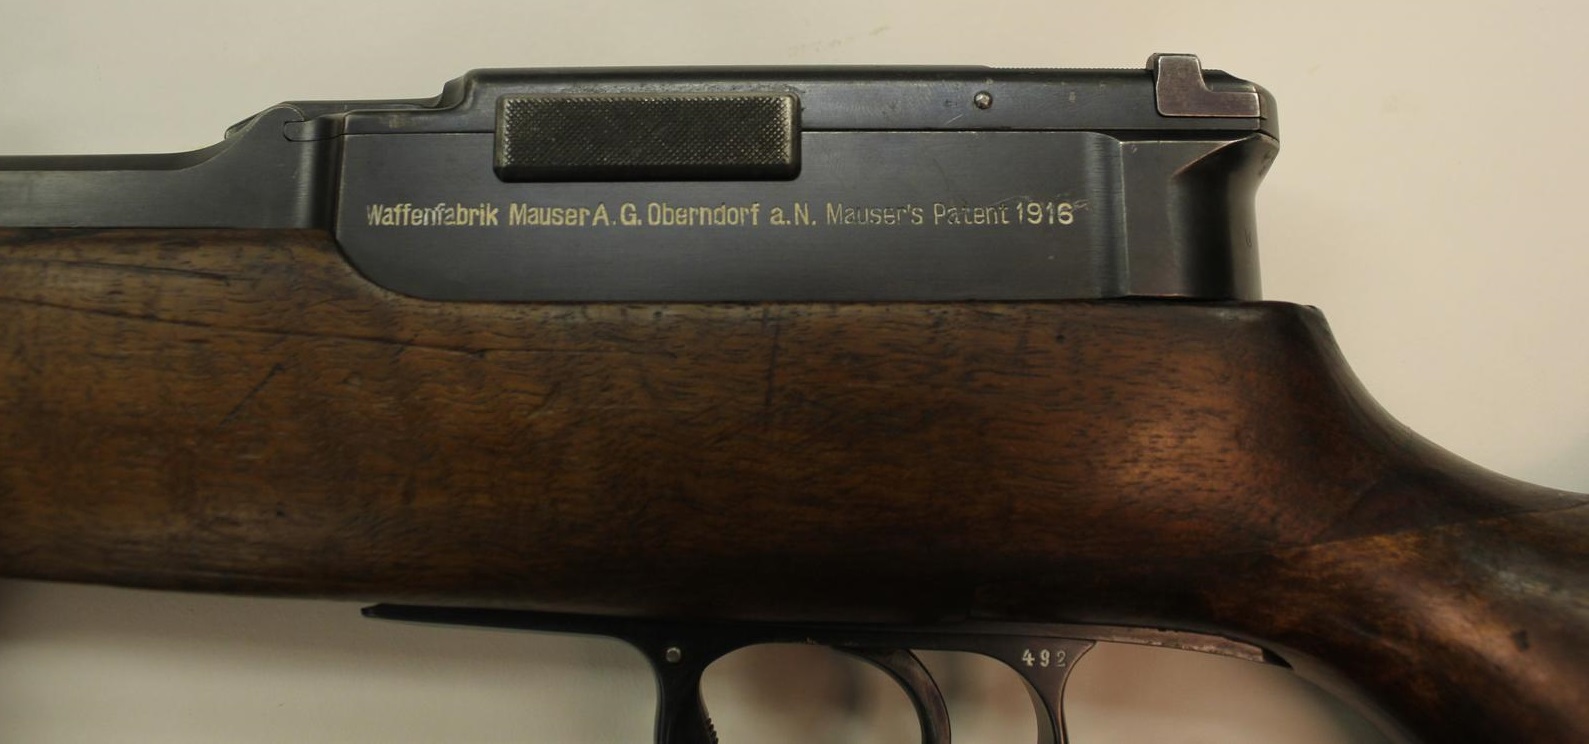 Waffenfabrik Mauser A.G. Oberndorf a.N. Mauser's Patent 1916
492